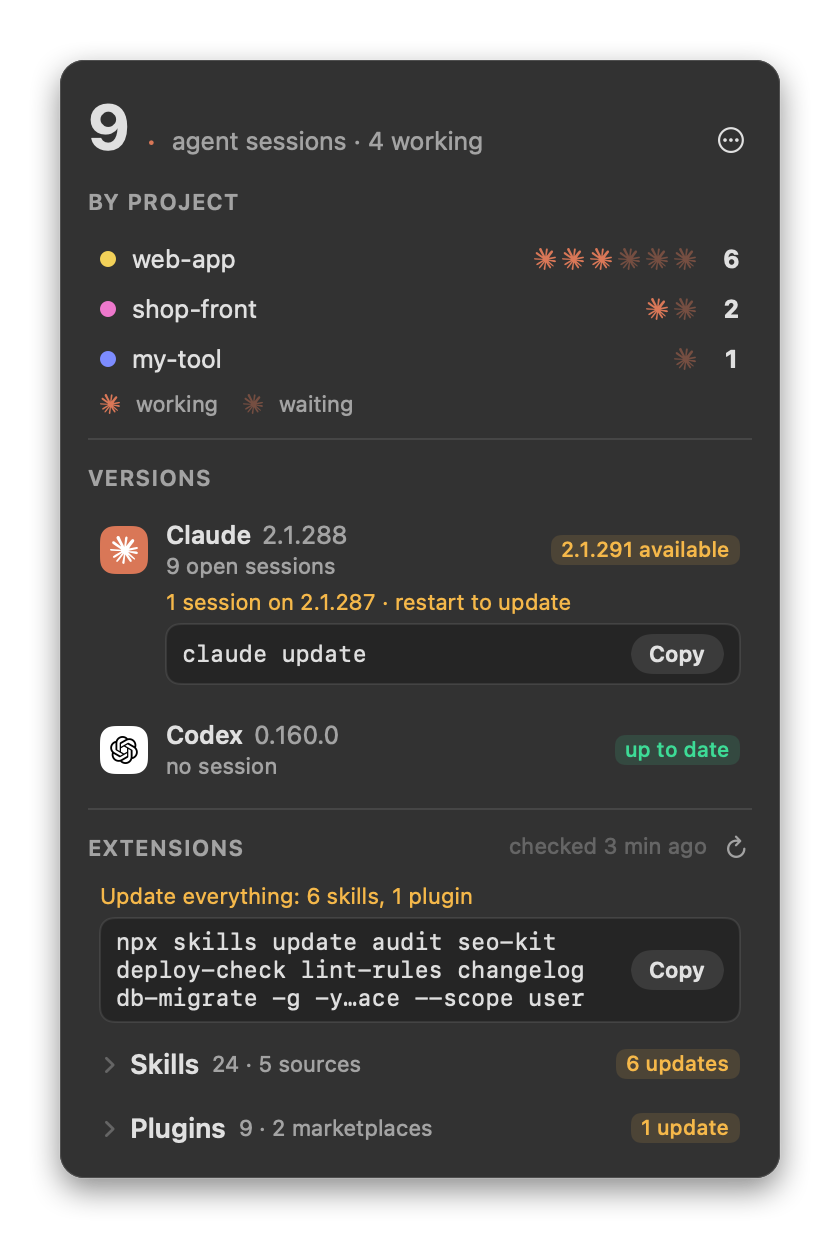 9 · agent sessions · 4 working
BY PROJECT
web-app 6
shop-front 2
my-tool 1
working waiting
VERSIONS
Claude 2.1.288
9 open sessions
2.1.291 available
1 session on 2.1.287 · restart to update
claude update Copy
Codex 0.160.0
no session
up to date
EXTENSIONS checked 3 min ago
Update everything: 6 skills, 1 plugin
npx skills update audit seo-kit
deploy-check lint-rules changelog
db-migrate -g -y…ace --scope user
Copy
Skills 24 · 5 sources 6 updates
Plugins 9 · 2 marketplaces 1 update